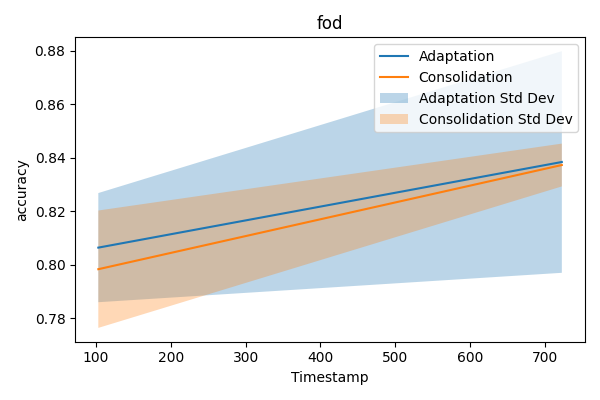 fod
0.88
0.86
0.84
0.82
0.80
0.78
accuracy
Adaptation
Consolidation
Adaptation Std Dev
Consolidation Std Dev
100 200 300 400 500 600 700
Timestamp